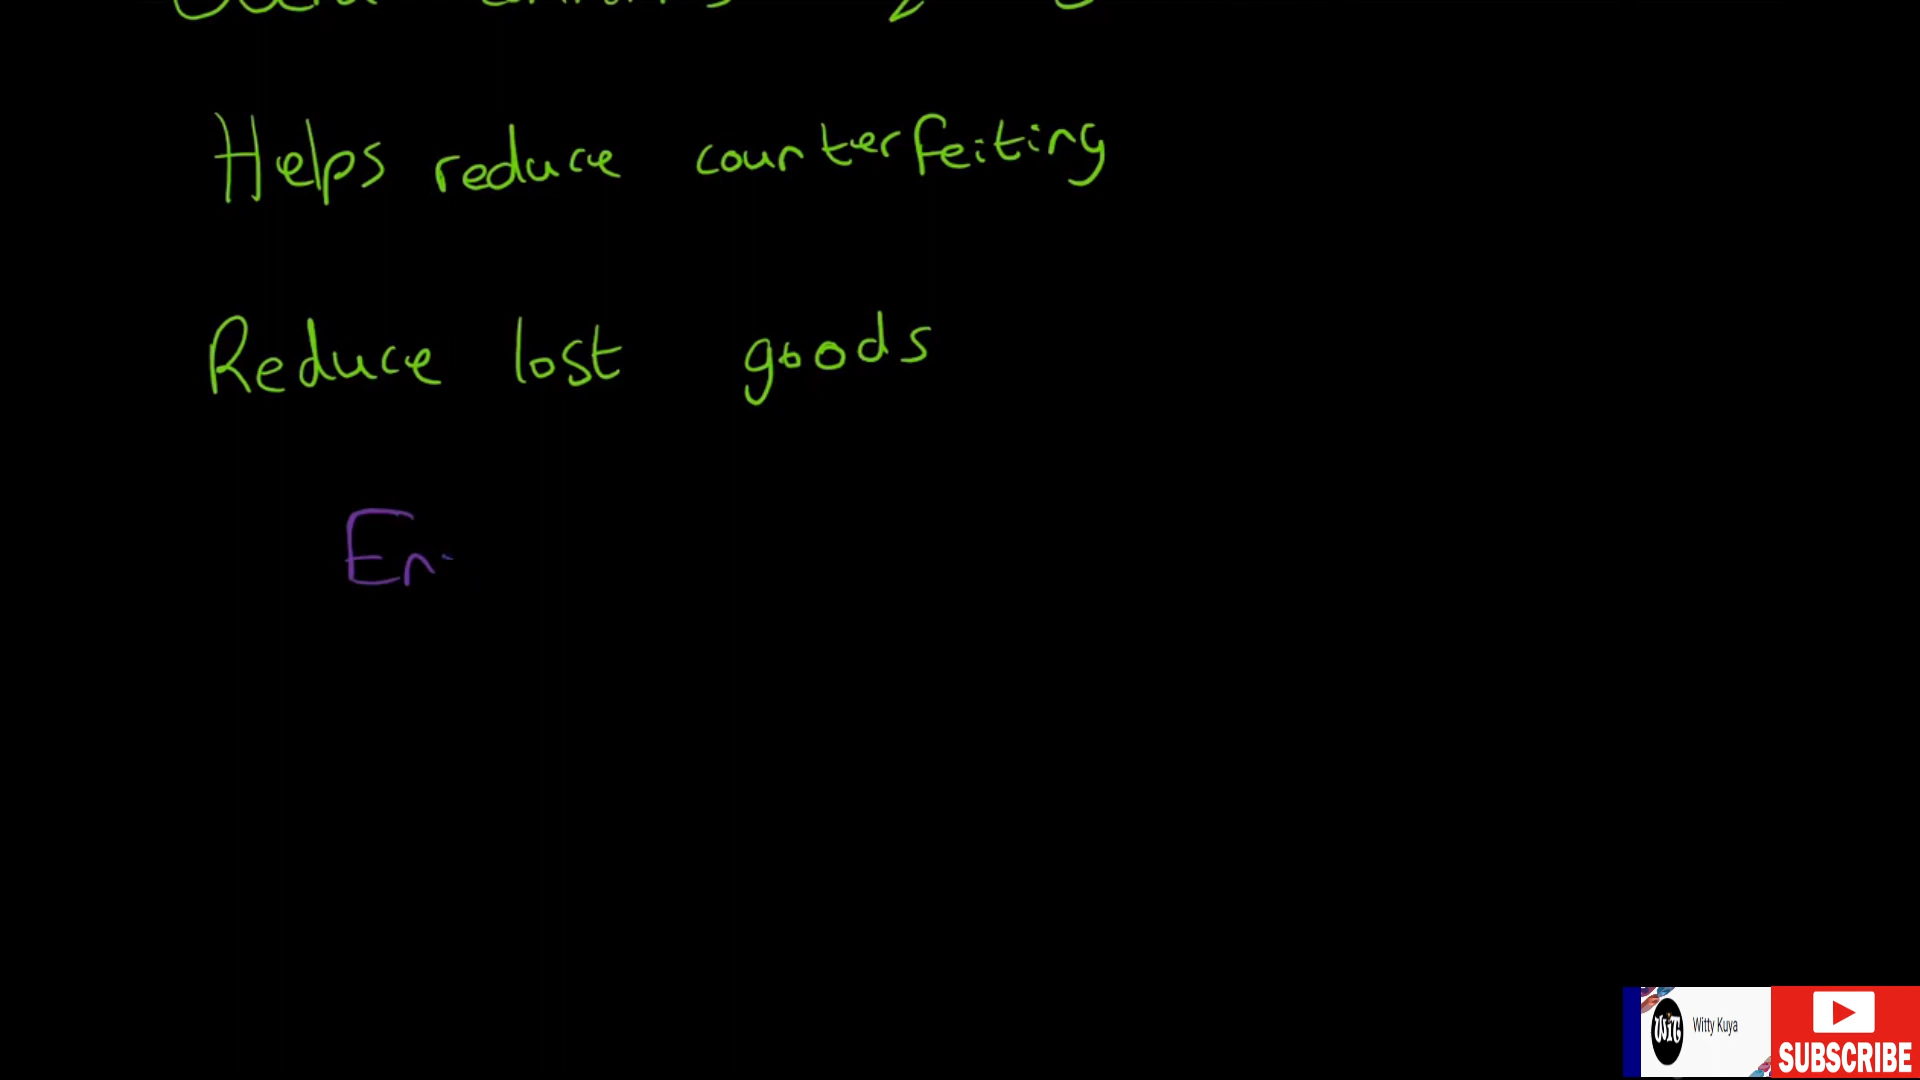 Helps reduce counterfeiting
Reduce lost goods
En
Witty Kuya
SUBSCRIBE